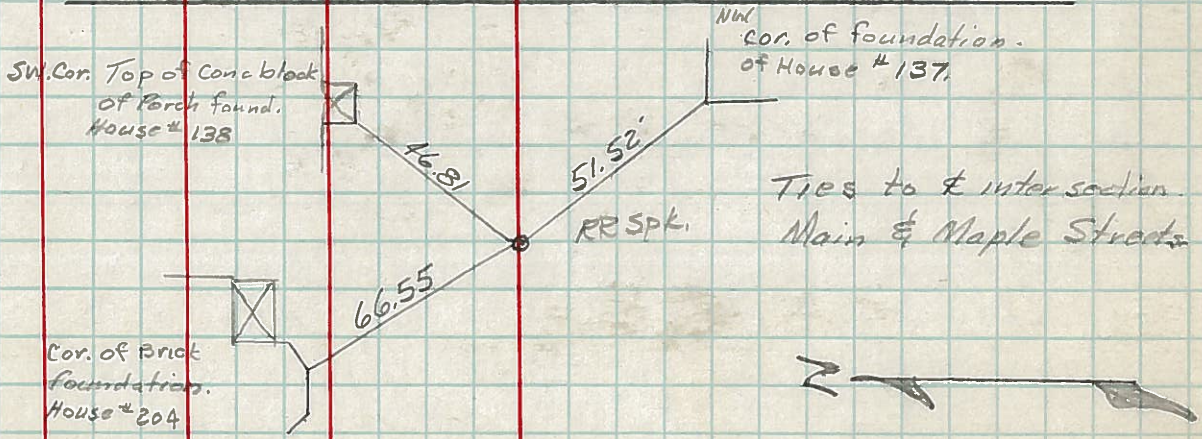 SW. Cor. Top of Conc block
of Porch found.
House # 138
NW
cor. of foundation.
of House # 137.
46.81
51.52'
Ties to ℄ intersection.
Main & Maple Streets
RR Spk.
66.55
Cor. of Brick
foundation.
House # 204
N